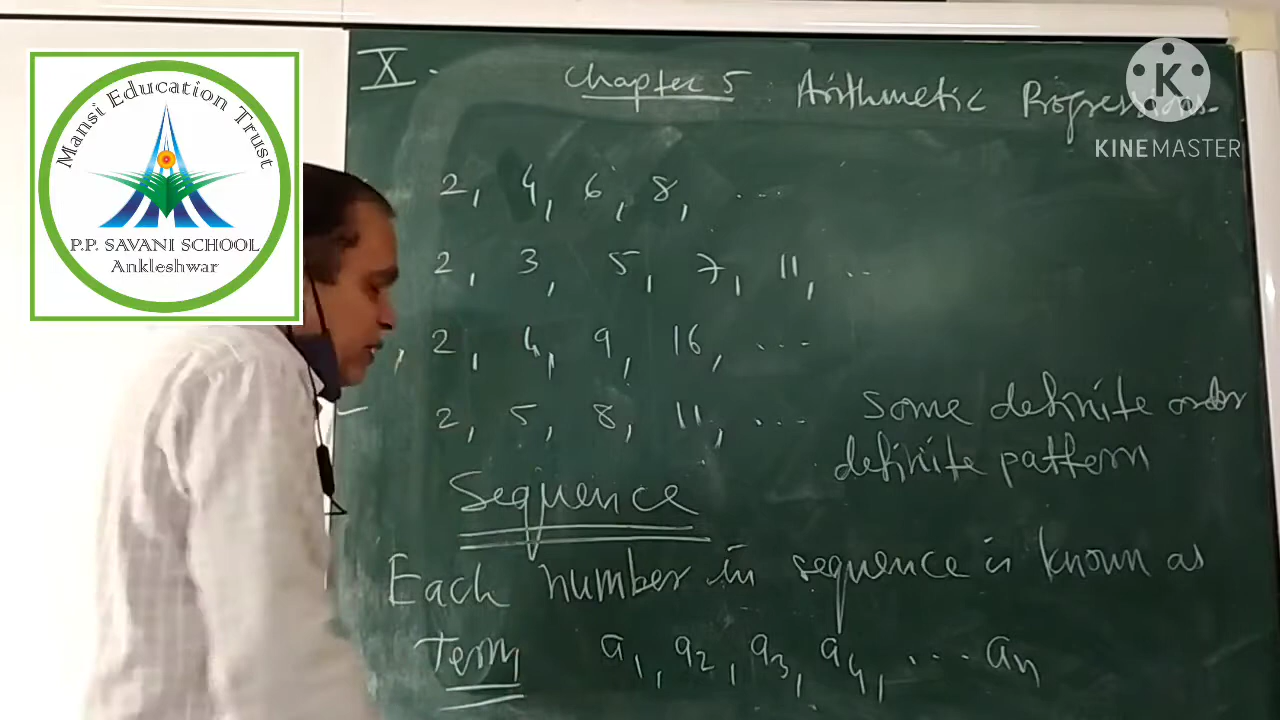 X.
Chapter 5 Arithmetic Progressions.
K
KINEMASTER
Mansi Education Trust
P.P. SAVANI SCHOOL
Ankleshwar
2, 4, 6, 8, ...
2, 3, 5, 7, 11, ...
, 2, 4, 9, 16, ...
2, 5, 8, 11, ...
some definite order
definite pattern
Sequence
Each number in sequence is known as
Term a1, a2, a3, a4, ... an